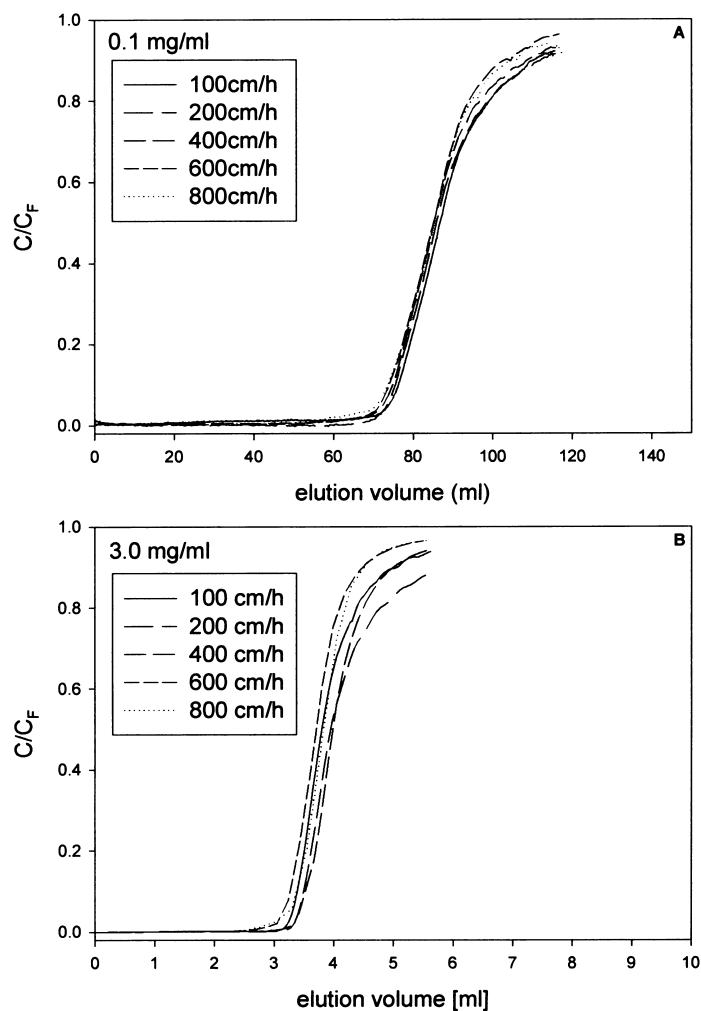 A
0.1 mg/ml
100cm/h
200cm/h
400cm/h
600cm/h
800cm/h
C/CF
1.0
0.8
0.6
0.4
0.2
0.0
0 20 40 60 80 100 120 140
elution volume (ml)
B
3.0 mg/ml
100 cm/h
200 cm/h
400 cm/h
600 cm/h
800 cm/h
C/CF
1.0
0.8
0.6
0.4
0.2
0.0
0 1 2 3 4 5 6 7 8 9 10
elution volume [ml]